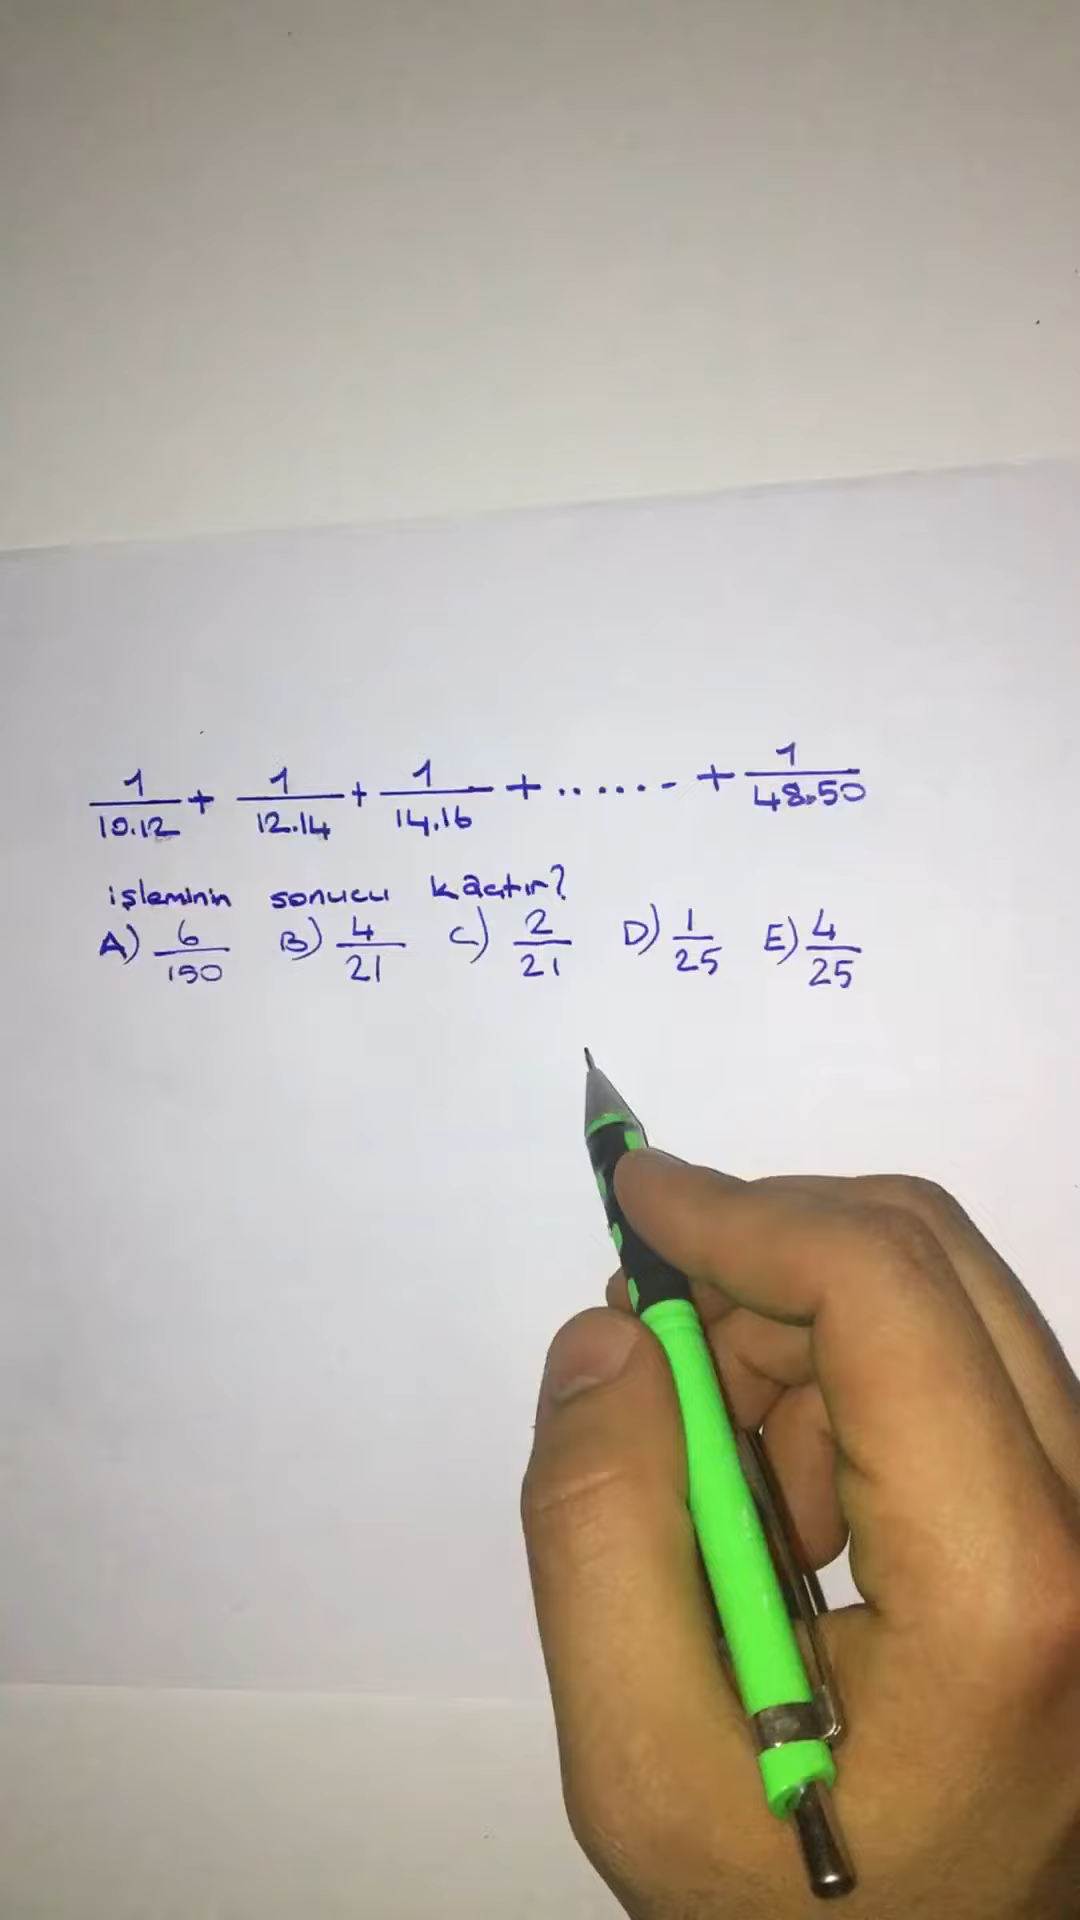 1/10.12 + 1/12.14 + 1/14.16 + ....... + 1/48.50
işleminin sonucu kaçtır?
A) 6/150 B) 4/21 C) 2/21 D) 1/25 E) 4/25